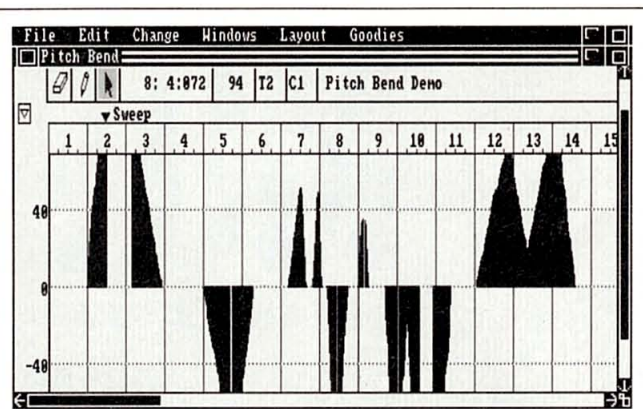 File Edit Change Windows Layout Goodies
Pitch Bend
8: 4:072 94 T2 C1 Pitch Bend Demo
Sweep
1 2 3 4 5 6 7 8 9 10 11 12 13 14 15
40
0
-40